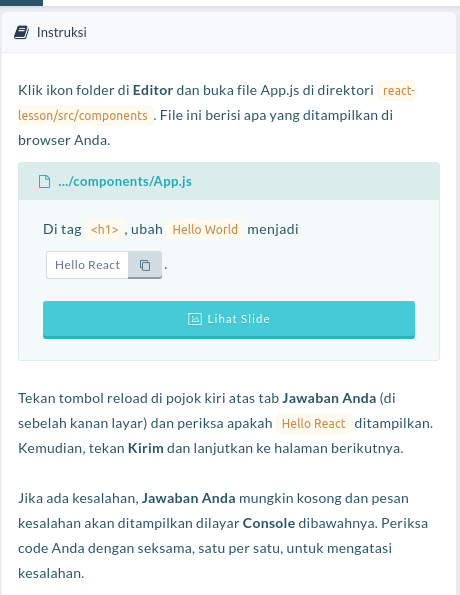 Instruksi
Klik ikon folder di Editor dan buka file App.js di direktori react-
lesson/src/components . File ini berisi apa yang ditampilkan di
browser Anda.
.../components/App.js
Di tag <h1> , ubah Hello World menjadi
Hello React .
Lihat Slide
Tekan tombol reload di pojok kiri atas tab Jawaban Anda (di
sebelah kanan layar) dan periksa apakah Hello React ditampilkan.
Kemudian, tekan Kirim dan lanjutkan ke halaman berikutnya.
Jika ada kesalahan, Jawaban Anda mungkin kosong dan pesan
kesalahan akan ditampilkan dilayar Console dibawahnya. Periksa
code Anda dengan seksama, satu per satu, untuk mengatasi
kesalahan.